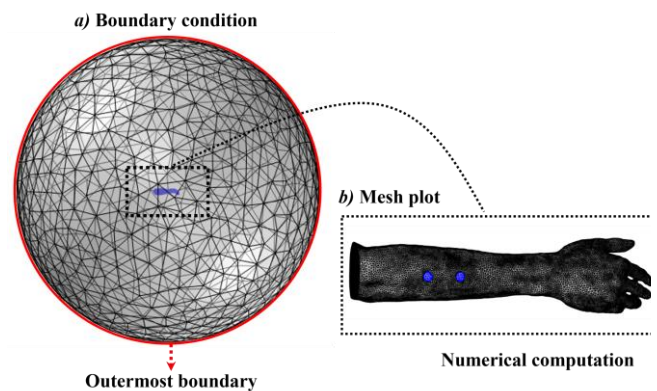 a) Boundary condition
b) Mesh plot
Numerical computation
Outermost boundary